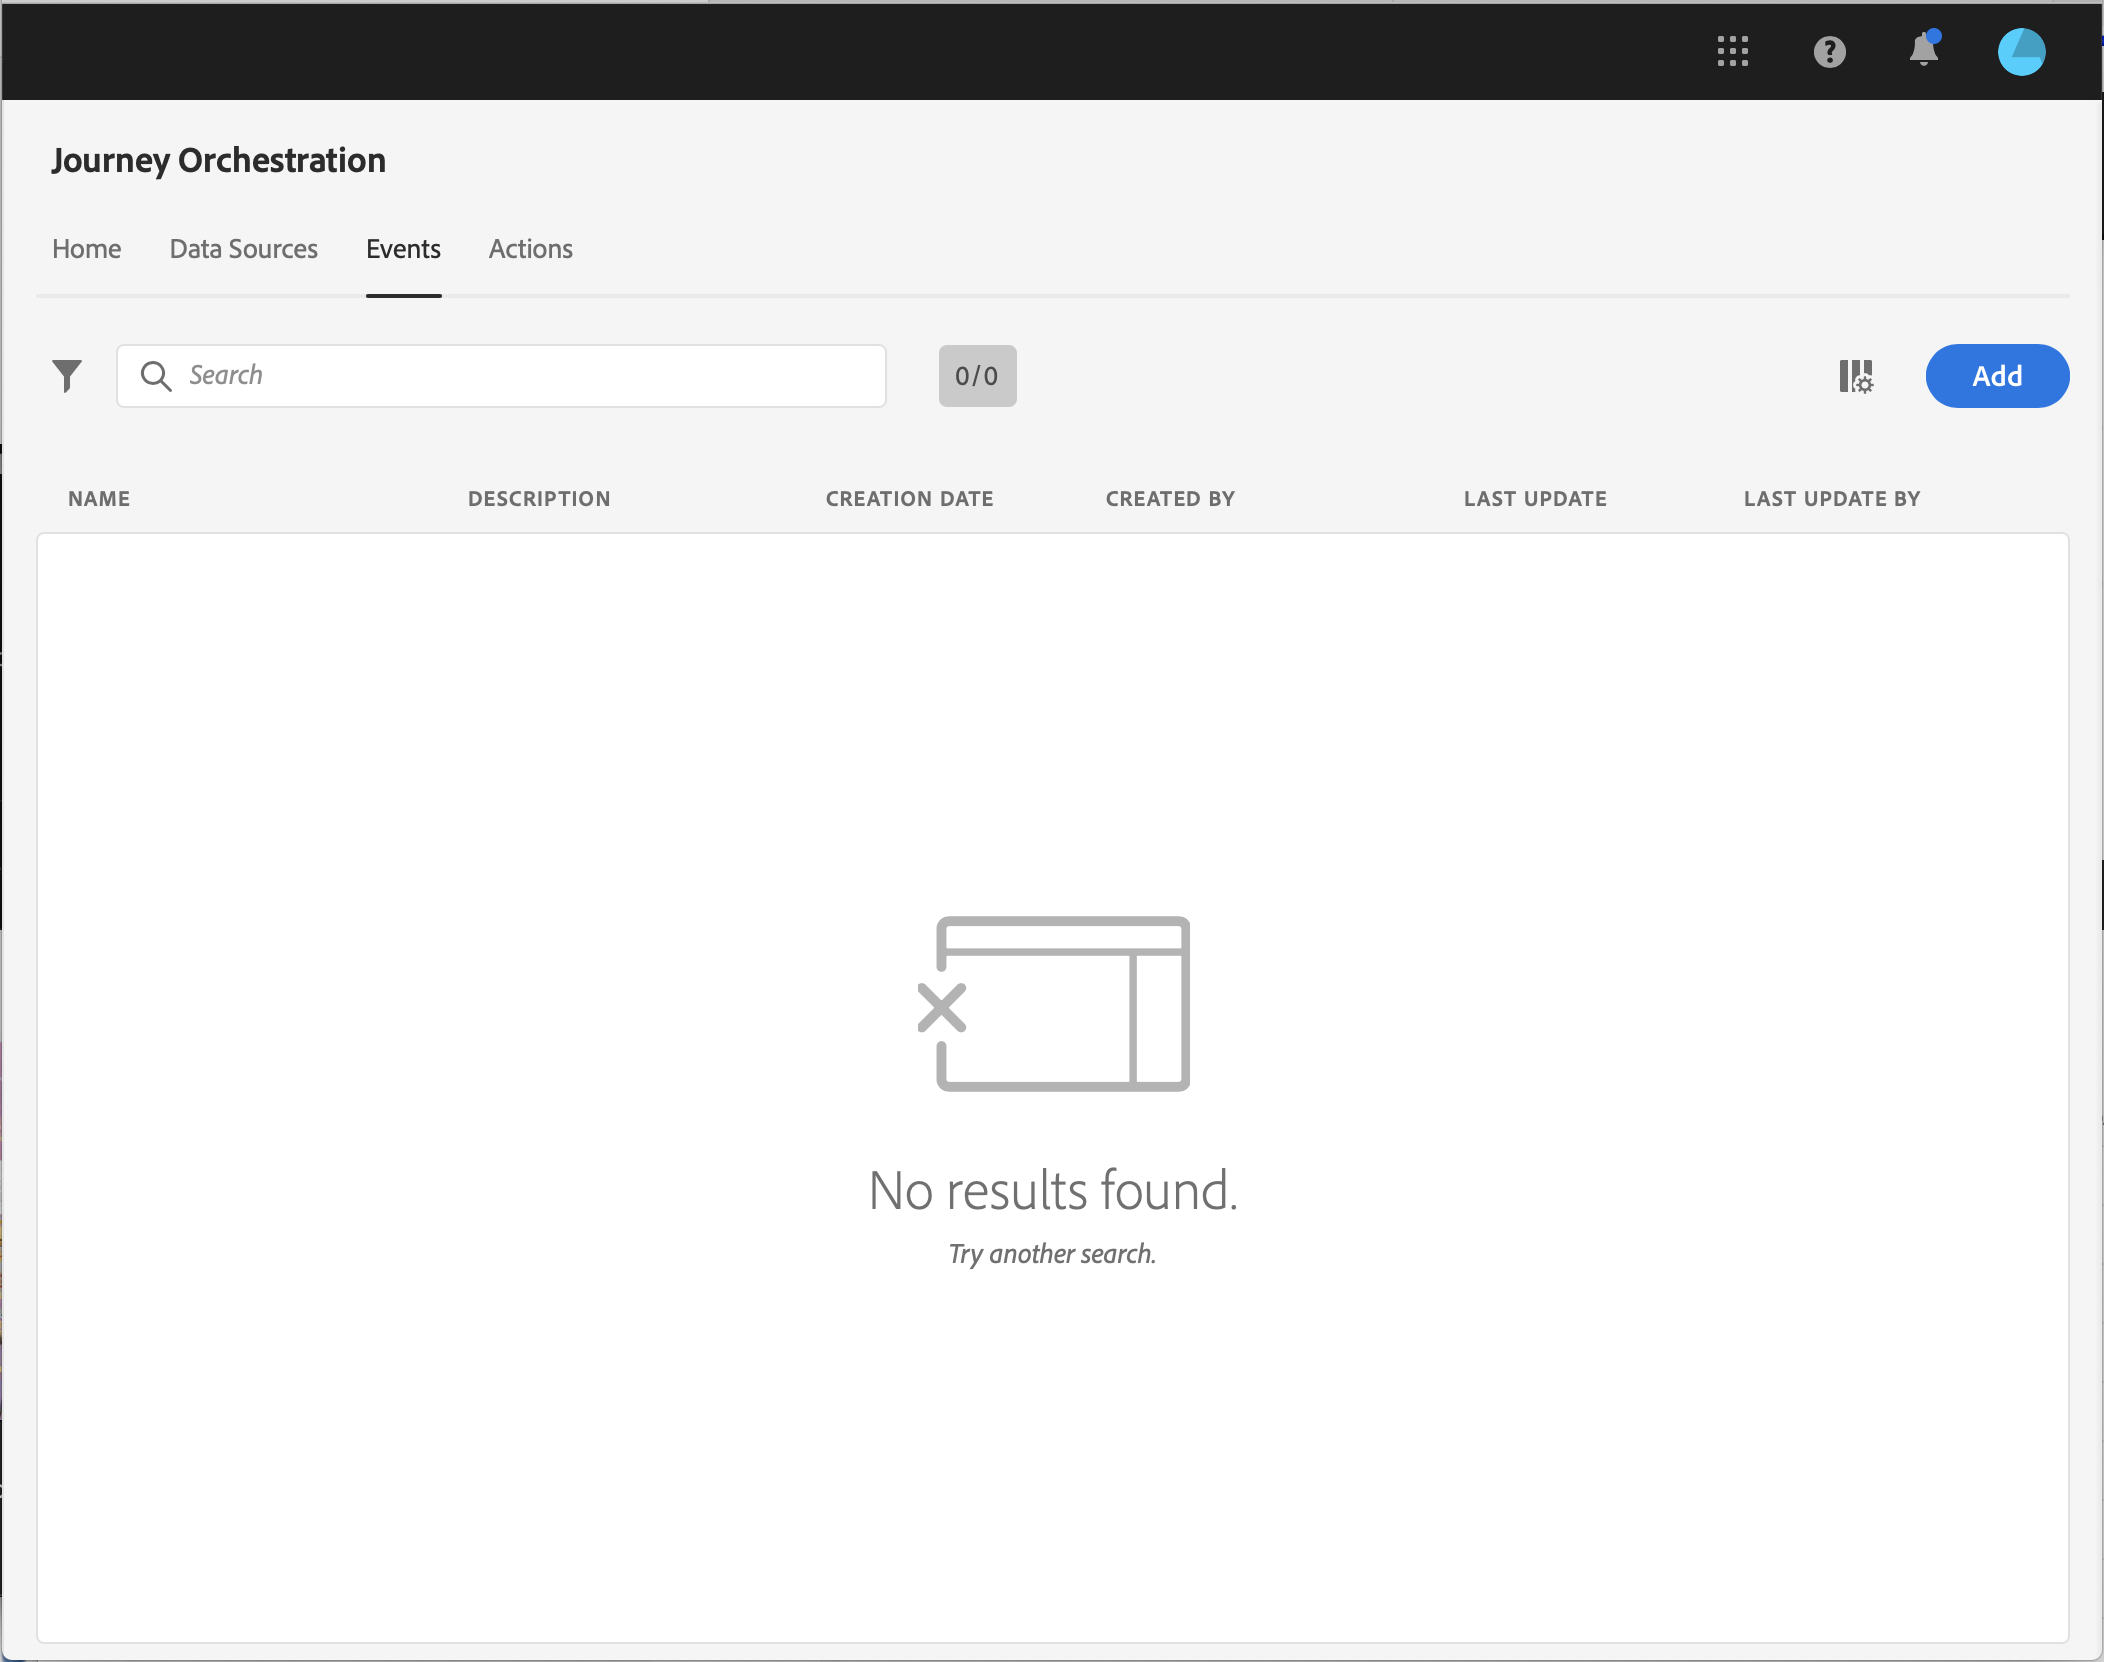 Journey Orchestration
Home Data Sources Events Actions
Search 0/0 Add
NAME DESCRIPTION CREATION DATE CREATED BY LAST UPDATE LAST UPDATE BY
No results found.
Try another search.